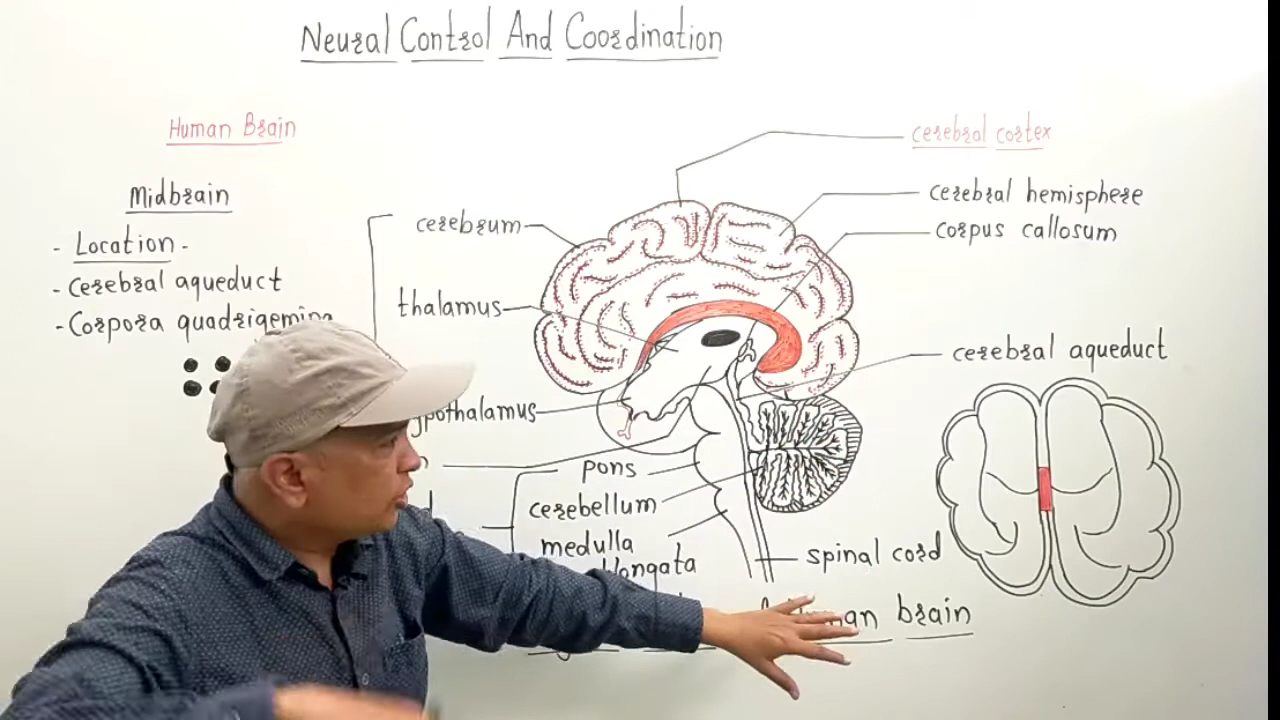 Neural Control And Coordination
Human Brain
Midbrain
- Location -
- Cerebral aqueduct
- Corpora quadrigemina
cerebrum
thalamus
pothalamus
pons
cerebellum
medulla
longata
cerebral cortex
cerebral hemisphere
corpus callosum
cerebral aqueduct
spinal cord
brain